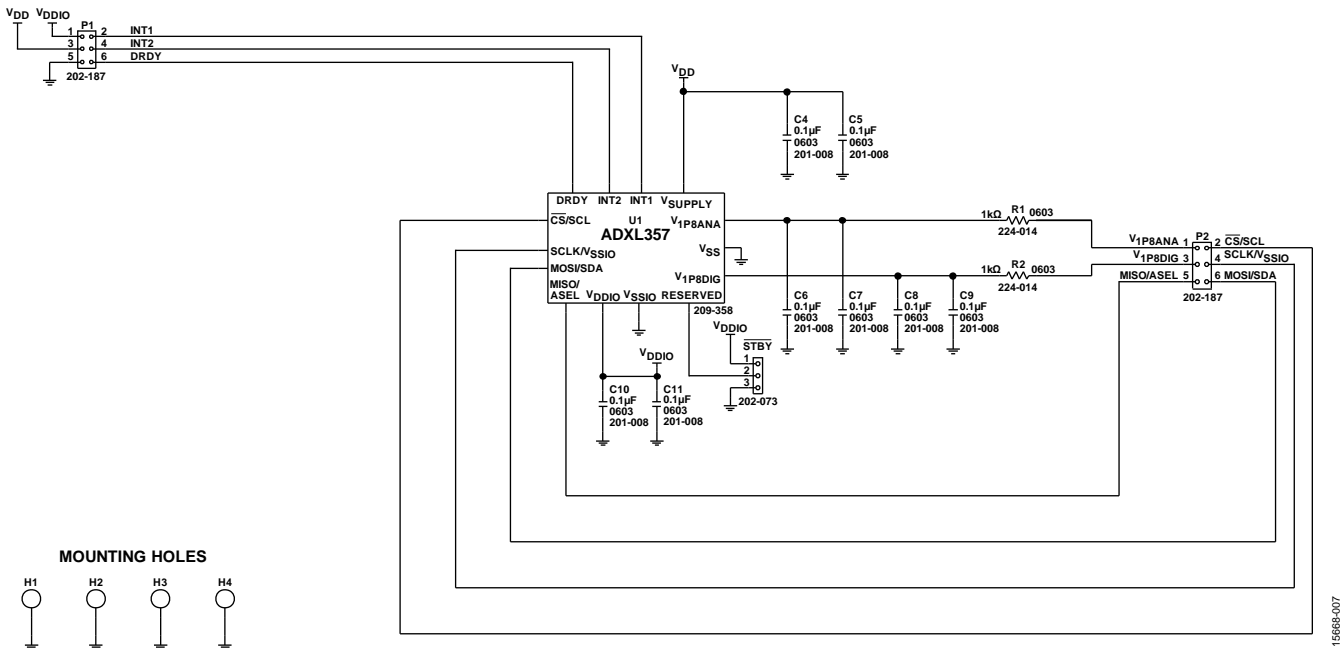 VDD VDDIO
P1
1 2 INT1
3 4 INT2
5 6 DRDY
202-187
VDD
C4
0.1µF
0603
201-008
C5
0.1µF
0603
201-008
DRDY INT2 INT1 VSUPPLY
CS/SCL
U1
ADXL357
V1P8ANA
SCLK/VSSIO
VSS
MOSI/SDA
V1P8DIG
MISO/
ASEL
VDDIO VSSIO RESERVED
209-358
1kΩ R1 0603
224-014
1kΩ R2 0603
224-014
P2
V1P8ANA 1 2 CS/SCL
V1P8DIG 3 4 SCLK/VSSIO
MISO/ASEL 5 6 MOSI/SDA
202-187
C6
0.1µF
0603
201-008
C7
0.1µF
0603
201-008
C8
0.1µF
0603
201-008
C9
0.1µF
0603
201-008
VDDIO
STBY
1
2
3
202-073
VDDIO
C10
0.1µF
0603
201-008
C11
0.1µF
0603
201-008
MOUNTING HOLES
H1 H2 H3 H4
15668-007